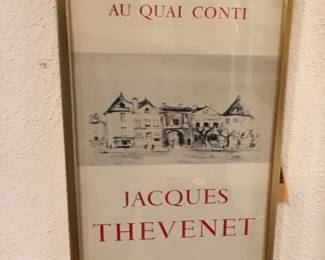 AU QUAI CONTI
JACQUES
THEVENET